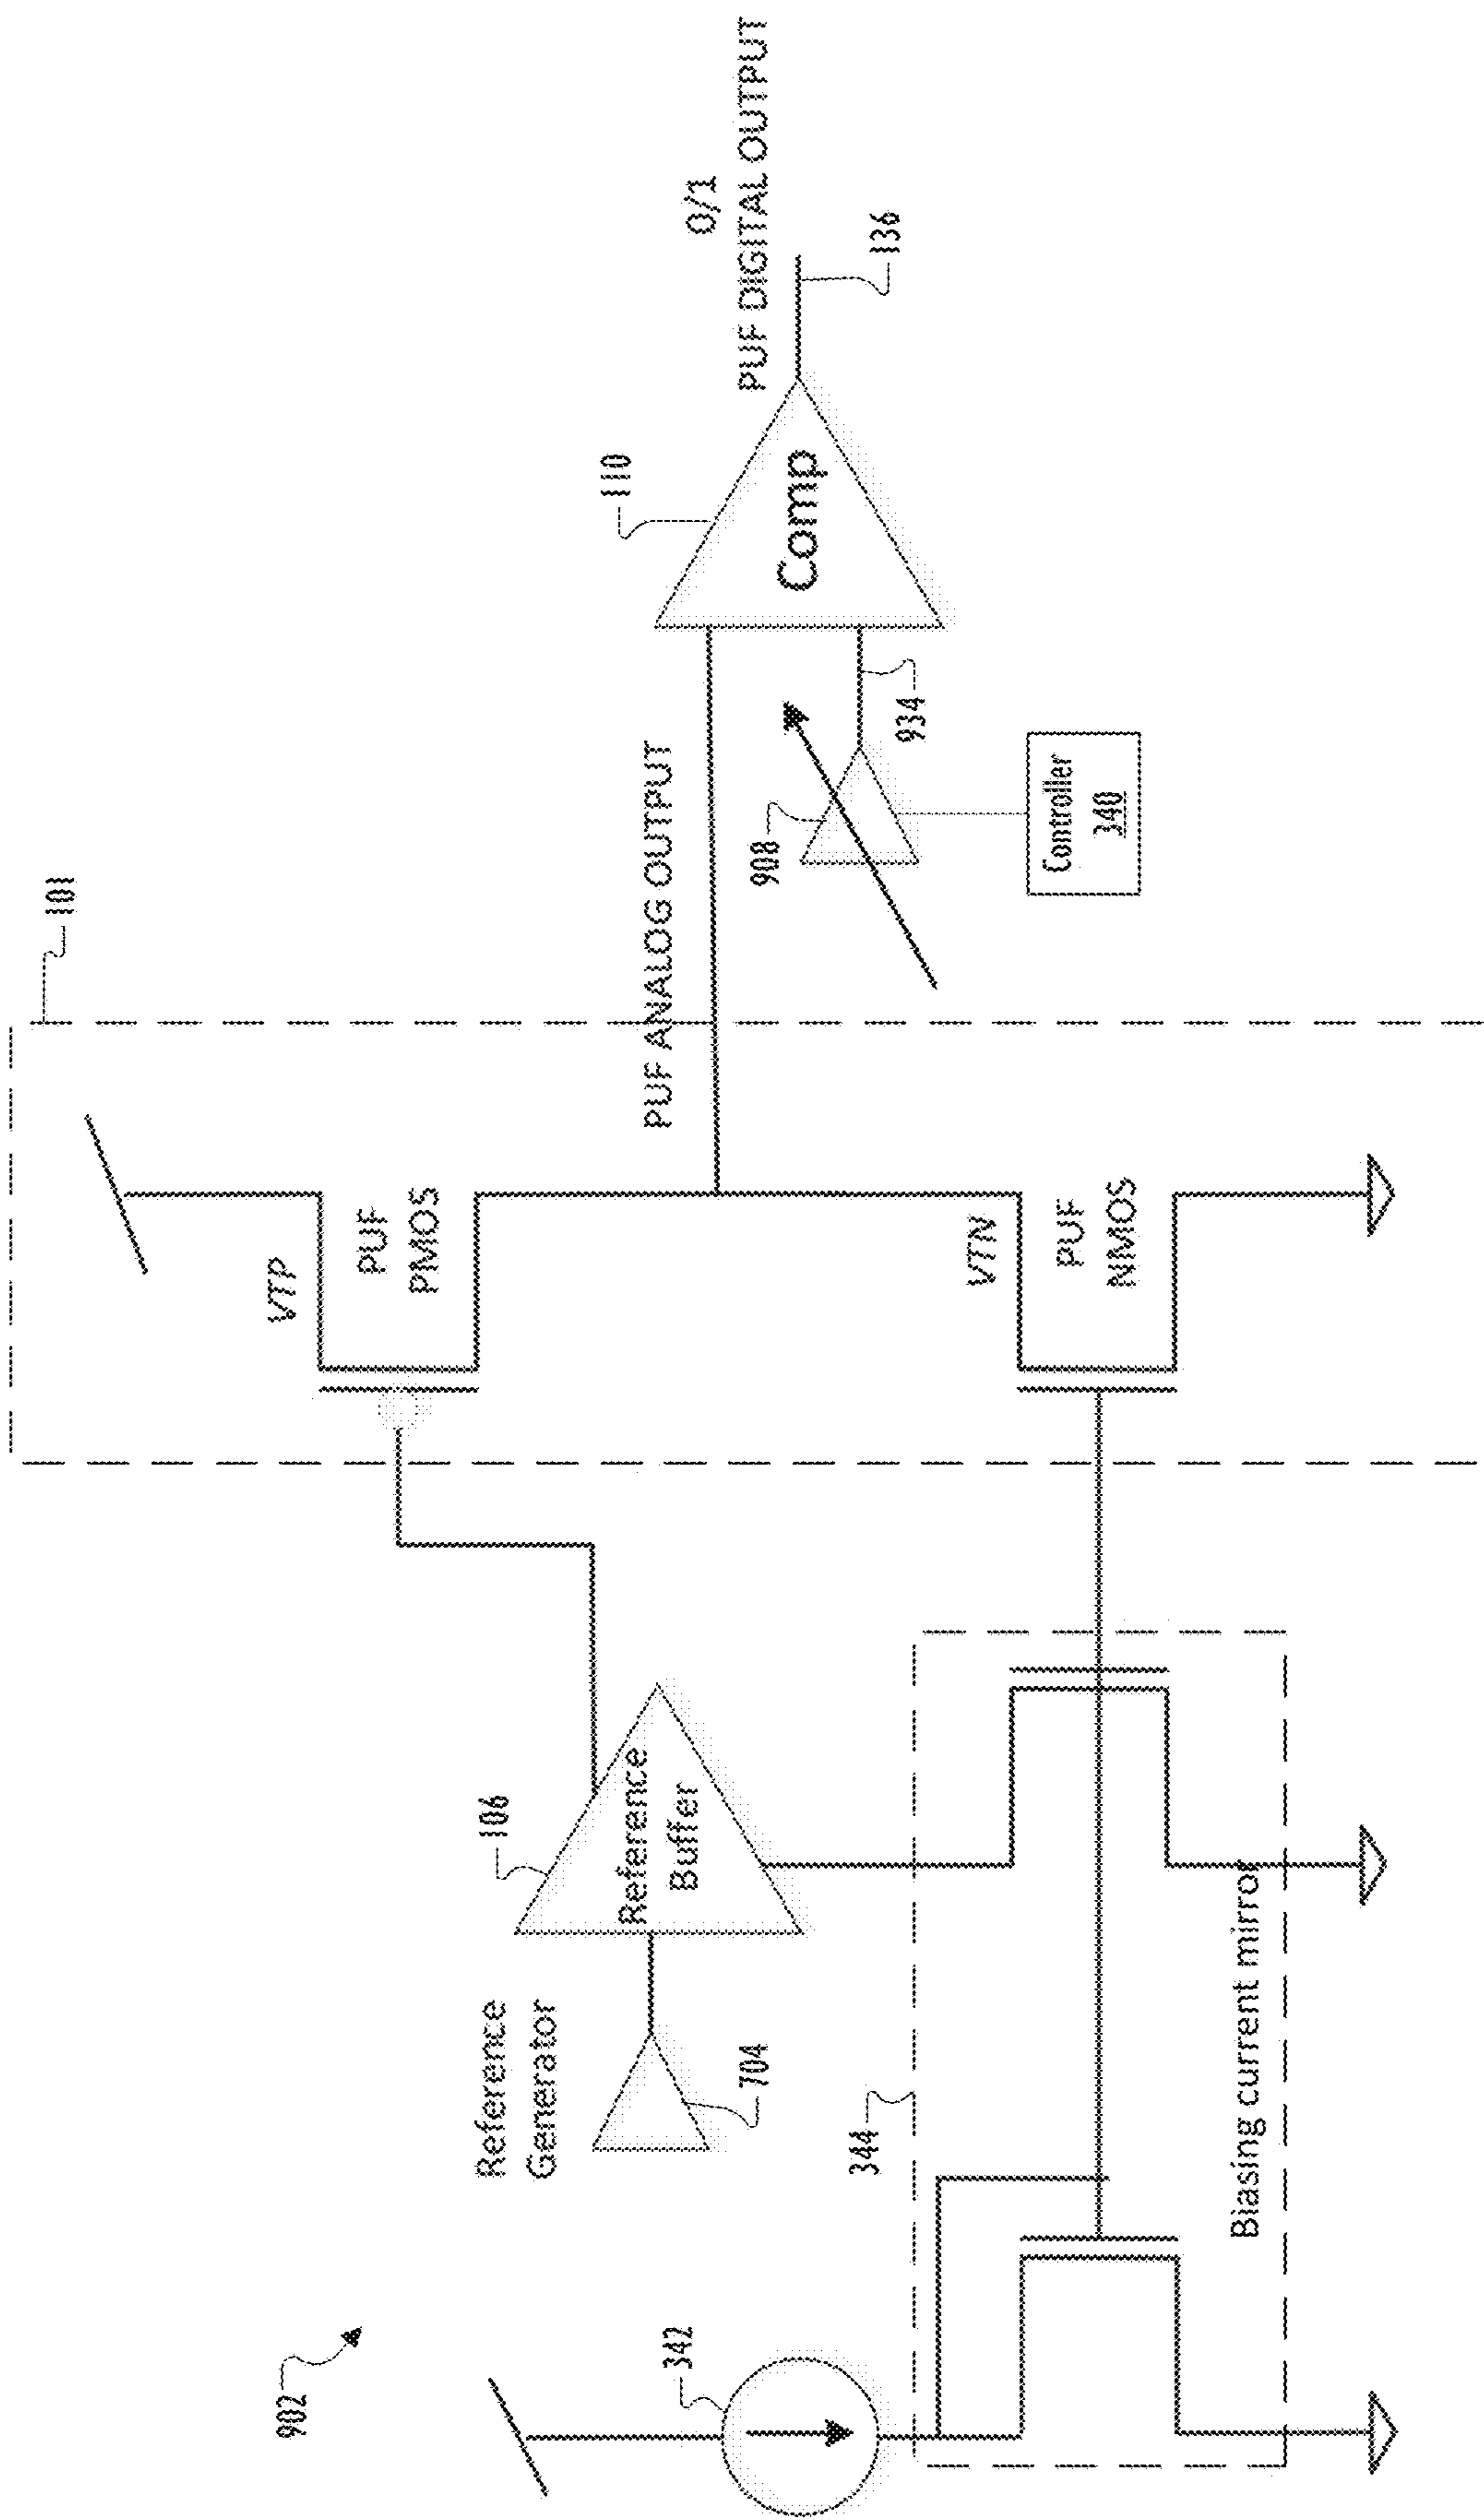 902
342
Reference
Generator
704
106
Reference
Buffer
344
Biasing current mirror
101
VTP
PUF
PMOS
VTN
PUF
NMOS
PUF ANALOG OUTPUT
908
934
Controller
340
110
Comp
0/1
PUF DIGITAL OUTPUT
136